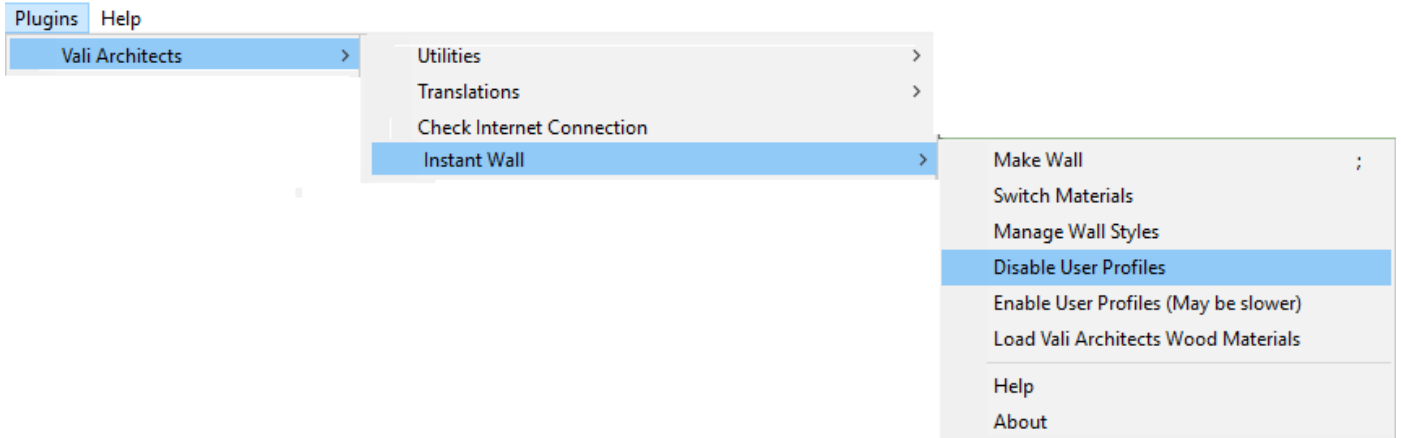 Plugins Help
Vali Architects >
Utilities >
Translations >
Check Internet Connection
Instant Wall >
Make Wall ;
Switch Materials
Manage Wall Styles
Disable User Profiles
Enable User Profiles (May be slower)
Load Vali Architects Wood Materials
Help
About